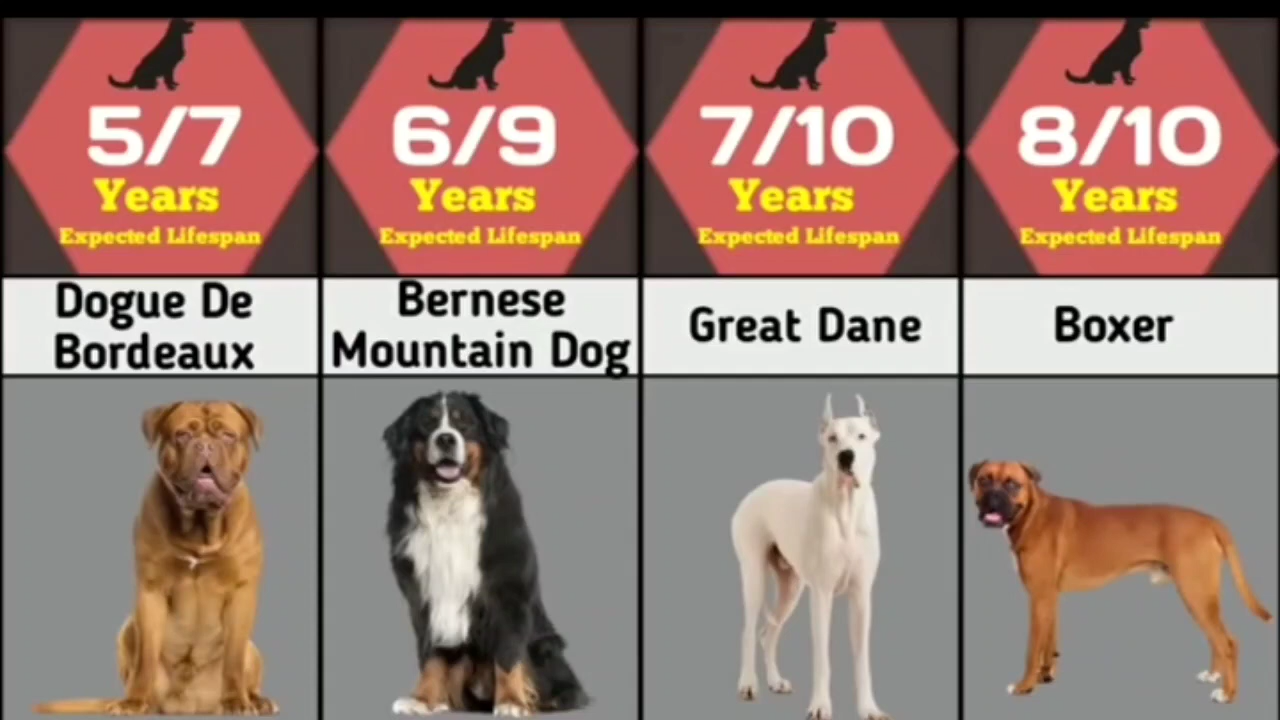 5/7
Years
Expected Lifespan
Dogue De
Bordeaux
6/9
Years
Expected Lifespan
Bernese
Mountain Dog
7/10
Years
Expected Lifespan
Great Dane
8/10
Years
Expected Lifespan
Boxer